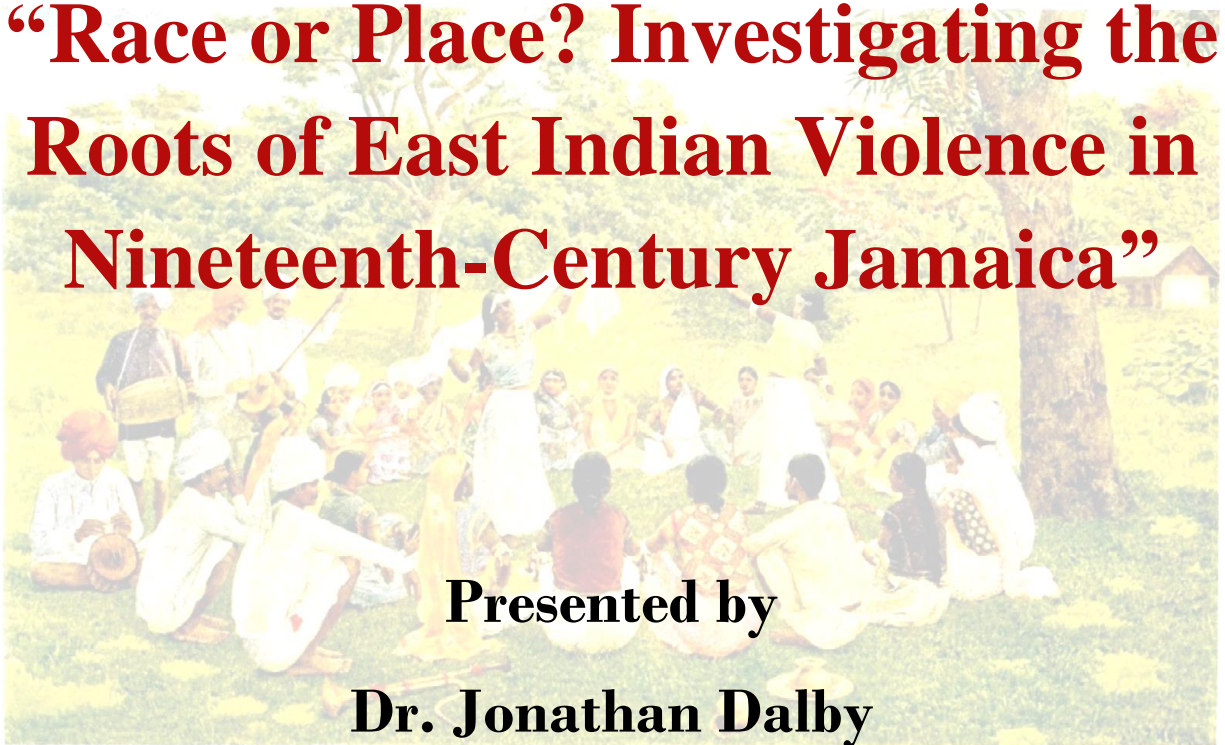 “Race or Place? Investigating the
Roots of East Indian Violence in
Nineteenth-Century Jamaica”
Presented by
Dr. Jonathan Dalby